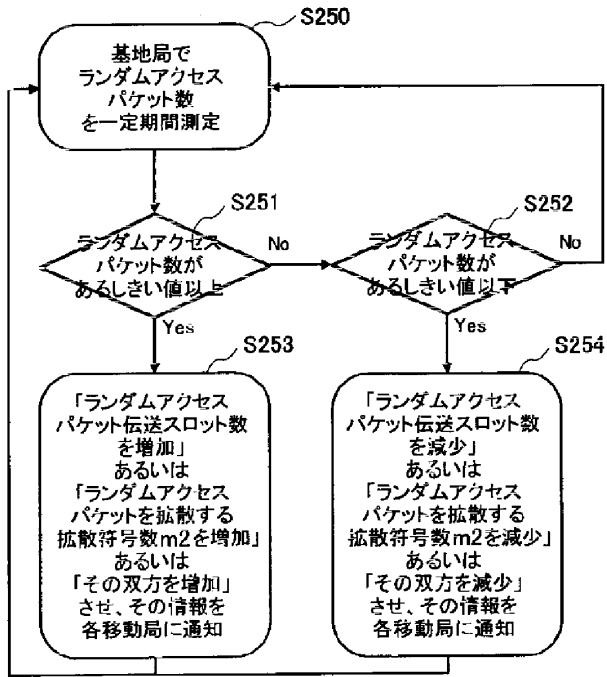 S250
基地局で
ランダムアクセス
パケット数
を一定期間測定
S251
ランダムアクセス
パケット数が
あるしきい値以上
No
Yes
S252
ランダムアクセス
パケット数が
あるしきい値以下
No
Yes
S253
「ランダムアクセス
パケット伝送スロット数
を増加」
あるいは
「ランダムアクセス
パケットを拡散する
拡散符号数m2を増加」
あるいは
「その双方を増加」
させ、その情報を
各移動局に通知
S254
「ランダムアクセス
パケット伝送スロット数
を減少」
あるいは
「ランダムアクセス
パケットを拡散する
拡散符号数m2を減少」
あるいは
「その双方を減少」
させ、その情報を
各移動局に通知